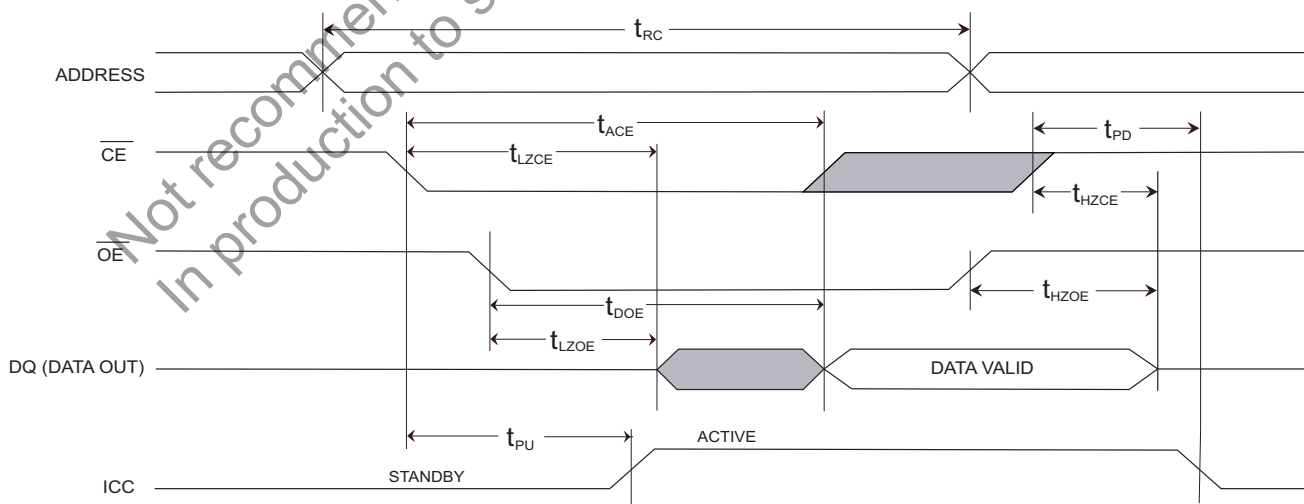 Not recommen
In production to s
tRC
ADDRESS
tACE
tPD
CE
tLZCE
tHZCE
OE
tDOE
tHZOE
tLZOE
DQ (DATA OUT)
DATA VALID
tPU
ACTIVE
STANDBY
ICC